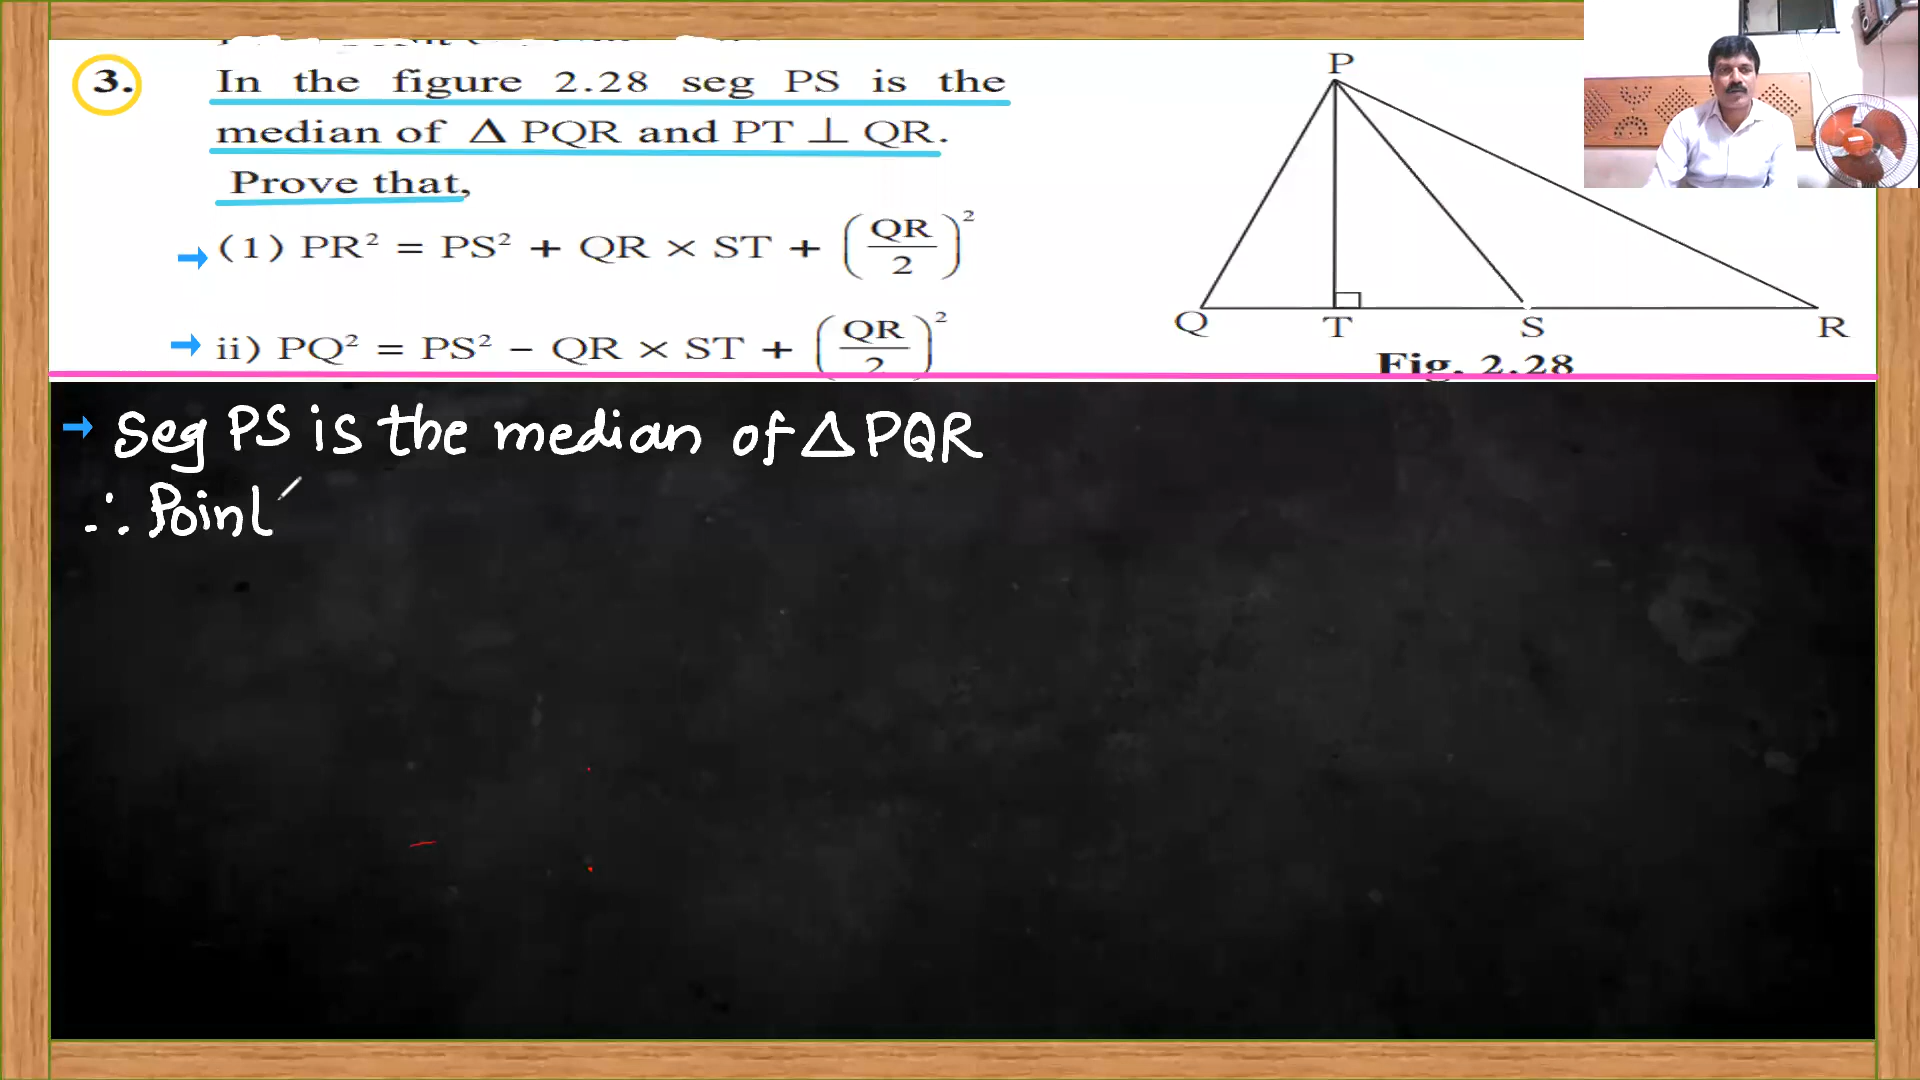 3. In the figure 2.28 seg PS is the
median of Δ PQR and PT ⊥ QR.
Prove that,
(1) PR² = PS² + QR × ST + (QR/2)²
ii) PQ² = PS² − QR × ST + (QR/2)²
P
Q T S R
Fig. 2.28
→ Seg PS is the median of △PQR
∴ Poinl